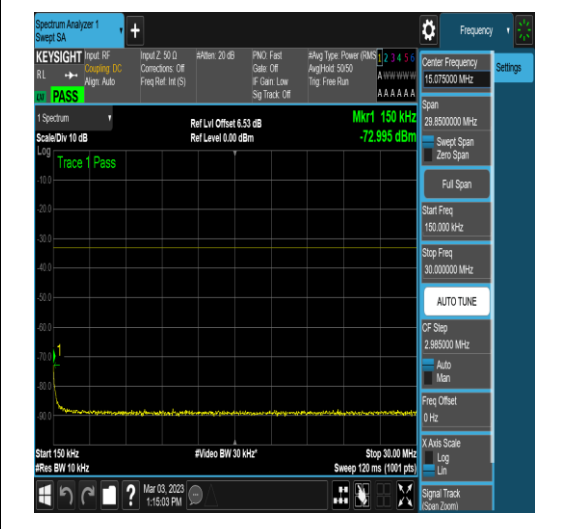 Spectrum Analyzer 1
Swept SA
+
Frequency
KEYSIGHT
RL
Input: RF
Coupling: DC
Align: Auto
Input Z: 50 Ω
Corrections: Off
Freq Ref: Int (S)
#Atten: 20 dB
PNO: Fast
Gate: Off
IF Gain: Low
Sig Track: Off
#Avg Type: Power (RMS
Avg|Hold: 50/50
Trig: Free Run
1 2 3 4 5 6
A W W W W W
A A A A A A
PASS
1 Spectrum
Scale/Div 10 dB
Ref Lvl Offset 6.53 dB
Ref Level 0.00 dBm
Mkr1 150 kHz
-72.995 dBm
Log
Trace 1 Pass
-10.0
-20.0
-30.0
-40.0
-50.0
-60.0
-70.0
-80.0
-90.0
1
Start 150 kHz
#Res BW 10 kHz
#Video BW 30 kHz*
Stop 30.00 MHz
Sweep 120 ms (1001 pts)
?
Mar 03, 2023
1:15:03 PM
Center Frequency
15.075000 MHz
Settings
Span
29.8500000 MHz
Swept Span
Zero Span
Full Span
Start Freq
150.000 kHz
Stop Freq
30.000000 MHz
AUTO TUNE
CF Step
2.985000 MHz
Auto
Man
Freq Offset
0 Hz
X Axis Scale
Log
Lin
Signal Track
(Span Zoom)